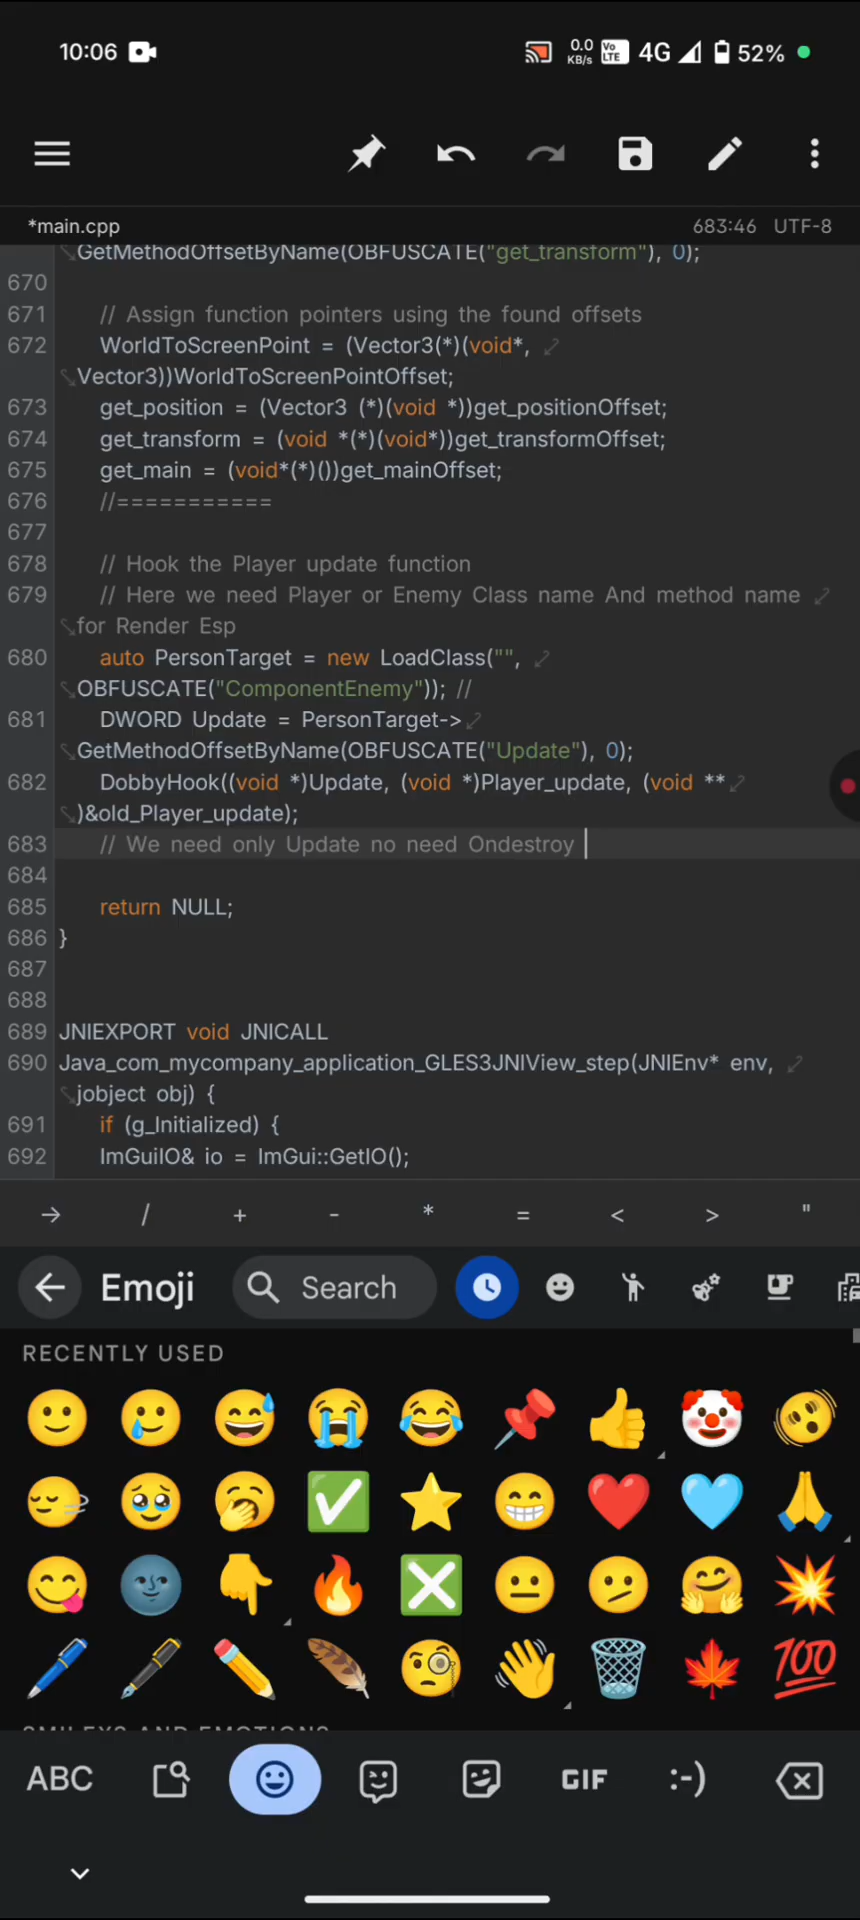 10:06 0.0 KB/s Vo LTE 4G 52%
*main.cpp 683:46 UTF-8
GetMethodOffsetByName(OBFUSCATE("get_transform"), 0);
670
671 // Assign function pointers using the found offsets
672 WorldToScreenPoint = (Vector3(*)(void*,
Vector3))WorldToScreenPointOffset;
673 get_position = (Vector3 (*)(void *))get_positionOffset;
674 get_transform = (void *(*)(void*))get_transformOffset;
675 get_main = (void*(*)())get_mainOffset;
676 //===========
677
678 // Hook the Player update function
679 // Here we need Player or Enemy Class name And method name
for Render Esp
680 auto PersonTarget = new LoadClass("",
OBFUSCATE("ComponentEnemy")); //
681 DWORD Update = PersonTarget->
GetMethodOffsetByName(OBFUSCATE("Update"), 0);
682 DobbyHook((void *)Update, (void *)Player_update, (void **
)&old_Player_update);
683 // We need only Update no need Ondestroy
684
685 return NULL;
686 }
687
688
689 JNIEXPORT void JNICALL
690 Java_com_mycompany_application_GLES3JNIView_step(JNIEnv* env,
jobject obj) {
691 if (g_Initialized) {
692 ImGuiIO& io = ImGui::GetIO();
→ / + - * = < > "
Emoji Search
RECENTLY USED
100
SMILEYS AND EMOTIONS
ABC GIF :-)